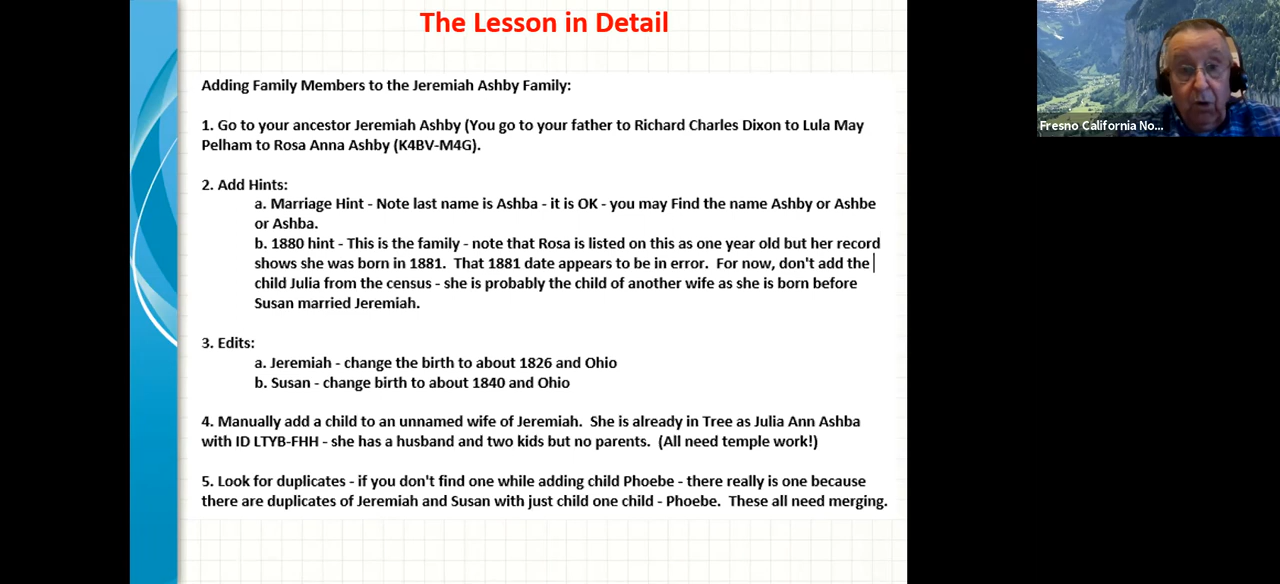 The Lesson in Detail
Adding Family Members to the Jeremiah Ashby Family:
1. Go to your ancestor Jeremiah Ashby (You go to your father to Richard Charles Dixon to Lula May
Pelham to Rosa Anna Ashby (K4BV-M4G).
2. Add Hints:
a. Marriage Hint - Note last name is Ashba - it is OK - you may Find the name Ashby or Ashbe
or Ashba.
b. 1880 hint - This is the family - note that Rosa is listed on this as one year old but her record
shows she was born in 1881.  That 1881 date appears to be in error.  For now, don't add the
child Julia from the census - she is probably the child of another wife as she is born before
Susan married Jeremiah.
3. Edits:
a. Jeremiah - change the birth to about 1826 and Ohio
b. Susan - change birth to about 1840 and Ohio
4. Manually add a child to an unnamed wife of Jeremiah.  She is already in Tree as Julia Ann Ashba
with ID LTYB-FHH - she has a husband and two kids but no parents.  (All need temple work!)
5. Look for duplicates - if you don't find one while adding child Phoebe - there really is one because
there are duplicates of Jeremiah and Susan with just child one child - Phoebe.  These all need merging.
Fresno California No...